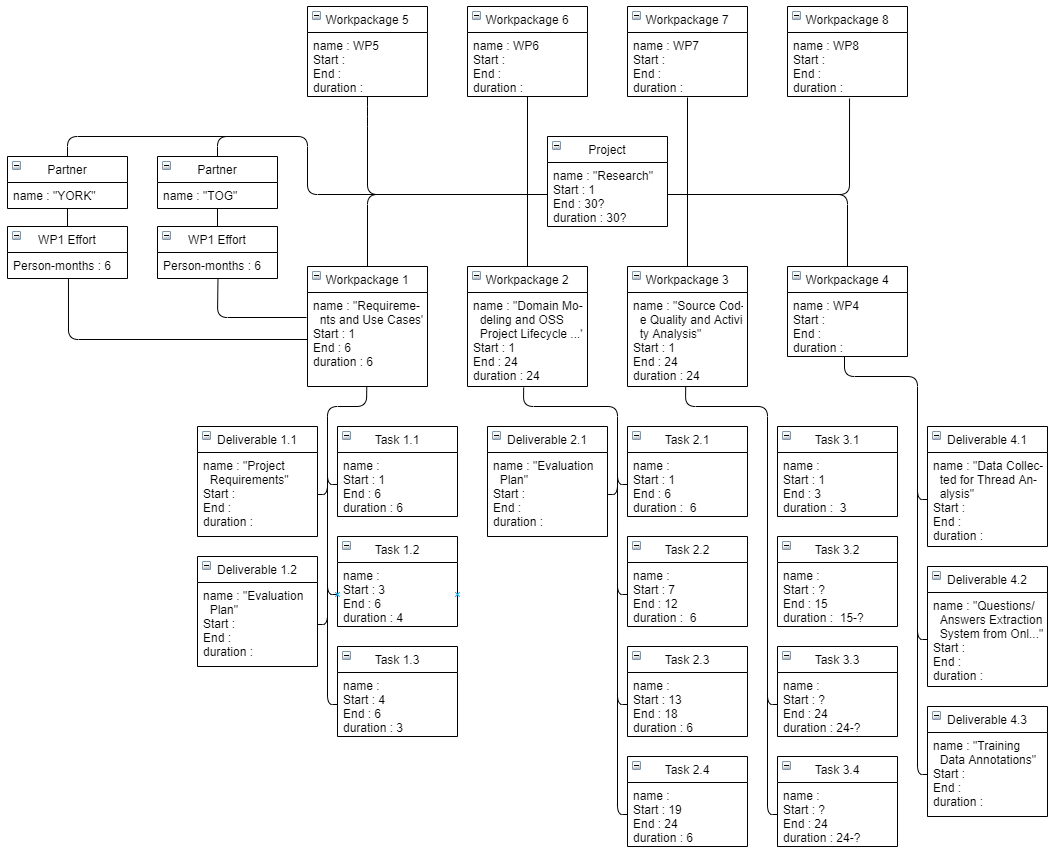 Workpackage 5
name : WP5
Start :
End :
duration :
Workpackage 6
name : WP6
Start :
End :
duration :
Workpackage 7
name : WP7
Start :
End :
duration :
Workpackage 8
name : WP8
Start :
End :
duration :
Partner
name : "YORK"
Partner
name : "TOG"
Project
name : "Research"
Start : 1
End : 30?
duration : 30?
WP1 Effort
Person-months : 6
WP1 Effort
Person-months : 6
Workpackage 1
name : "Requireme-
nts and Use Cases'
Start : 1
End : 6
duration : 6
Workpackage 2
name : "Domain Mo-
deling and OSS
Project Lifecycle ...'
Start : 1
End : 24
duration : 24
Workpackage 3
name : "Source Cod-
e Quality and Activi
ty Analysis"
Start : 1
End : 24
duration : 24
Workpackage 4
name : WP4
Start :
End :
duration :
Deliverable 1.1
name : "Project
Requirements"
Start :
End :
duration :
Task 1.1
name :
Start : 1
End : 6
duration : 6
Deliverable 2.1
name : "Evaluation
Plan"
Start :
End :
duration :
Task 2.1
name :
Start : 1
End : 6
duration : 6
Task 3.1
name :
Start : 1
End : 3
duration : 3
Deliverable 4.1
name : "Data Collec-
ted for Thread An-
alysis"
Start :
End :
duration :
Deliverable 1.2
name : "Evaluation
Plan"
Start :
End :
duration :
Task 1.2
name :
Start : 3
End : 6
duration : 4
Task 2.2
name :
Start : 7
End : 12
duration : 6
Task 3.2
name :
Start : ?
End : 15
duration : 15-?
Deliverable 4.2
name : "Questions/
Answers Extraction
System from Onl..."
Start :
End :
duration :
Task 1.3
name :
Start : 4
End : 6
duration : 3
Task 2.3
name :
Start : 13
End : 18
duration : 6
Task 3.3
name :
Start : ?
End : 24
duration : 24-?
Deliverable 4.3
name : "Training
Data Annotations"
Start :
End :
duration :
Task 2.4
name :
Start : 19
End : 24
duration : 6
Task 3.4
name :
Start : ?
End : 24
duration : 24-?